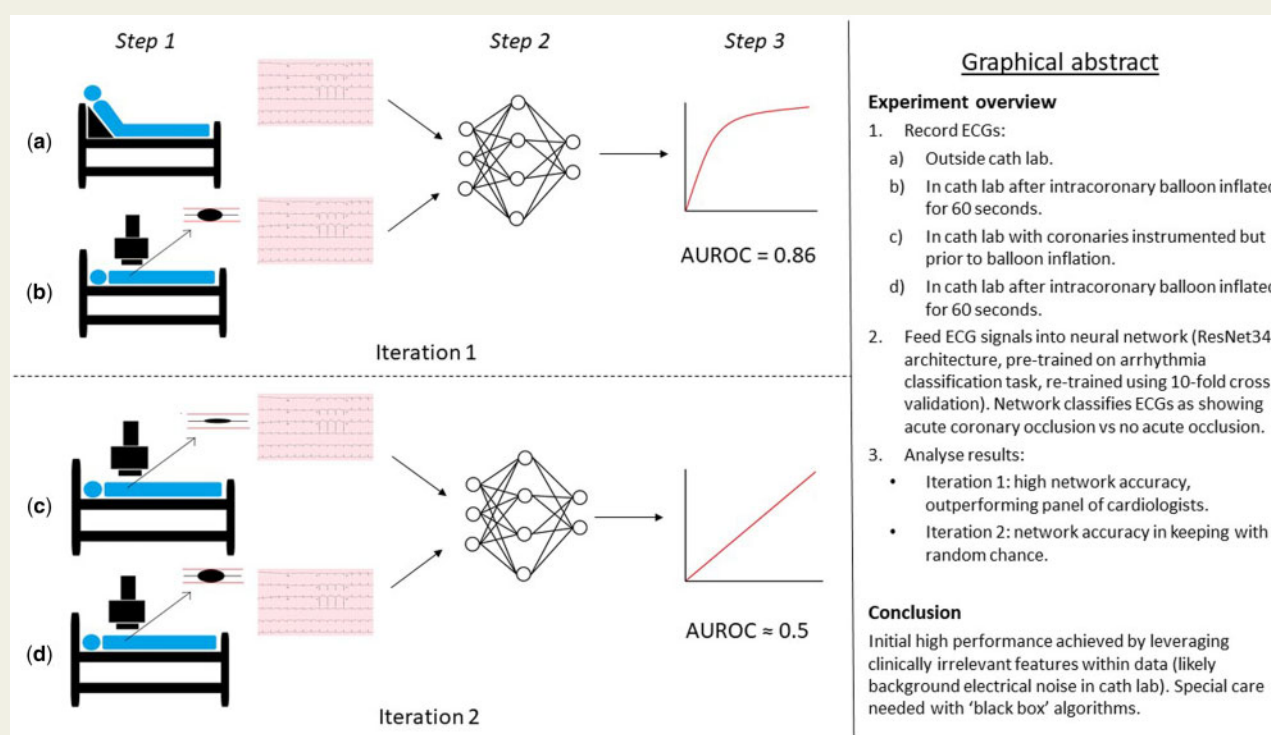 Step 1
Step 2
Step 3
(a)
(b)
AUROC = 0.86
Iteration 1
(c)
(d)
AUROC ≈ 0.5
Iteration 2
Graphical abstract
Experiment overview
1. Record ECGs:
a) Outside cath lab.
b) In cath lab after intracoronary balloon inflated
for 60 seconds.
c) In cath lab with coronaries instrumented but
prior to balloon inflation.
d) In cath lab after intracoronary balloon inflated
for 60 seconds.
2. Feed ECG signals into neural network (ResNet34
architecture, pre-trained on arrhythmia
classification task, re-trained using 10-fold cross
validation). Network classifies ECGs as showing
acute coronary occlusion vs no acute occlusion.
3. Analyse results:
• Iteration 1: high network accuracy,
outperforming panel of cardiologists.
• Iteration 2: network accuracy in keeping with
random chance.
Conclusion
Initial high performance achieved by leveraging
clinically irrelevant features within data (likely
background electrical noise in cath lab). Special care
needed with ‘black box’ algorithms.